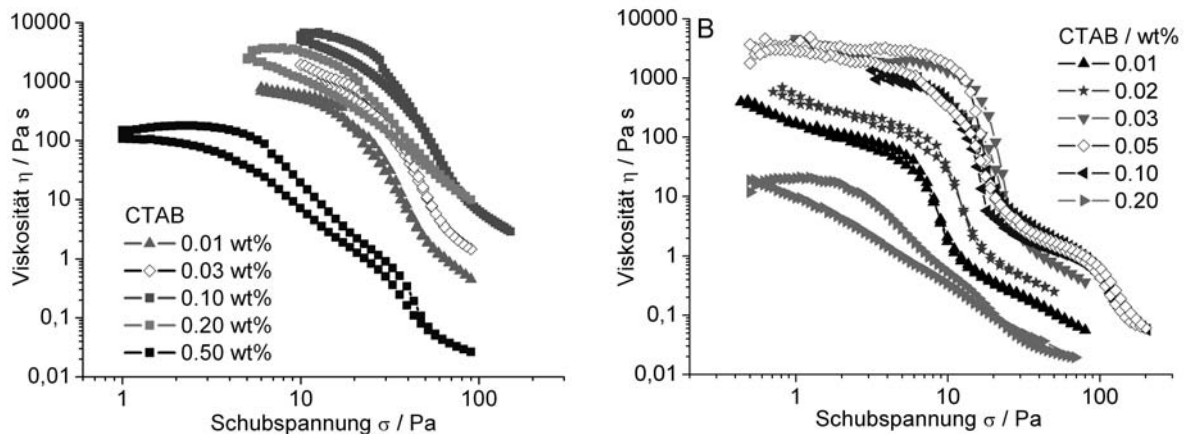 10000
1000
100
10
1
0,1
0,01
Viskosität η / Pa s
CTAB
0.01 wt%
0.03 wt%
0.10 wt%
0.20 wt%
0.50 wt%
1 10 100
Schubspannung σ / Pa
B
10000
1000
100
10
1
0,1
0,01
Viskosität η / Pa s
CTAB / wt%
0.01
0.02
0.03
0.05
0.10
0.20
1 10 100
Schubspannung σ / Pa